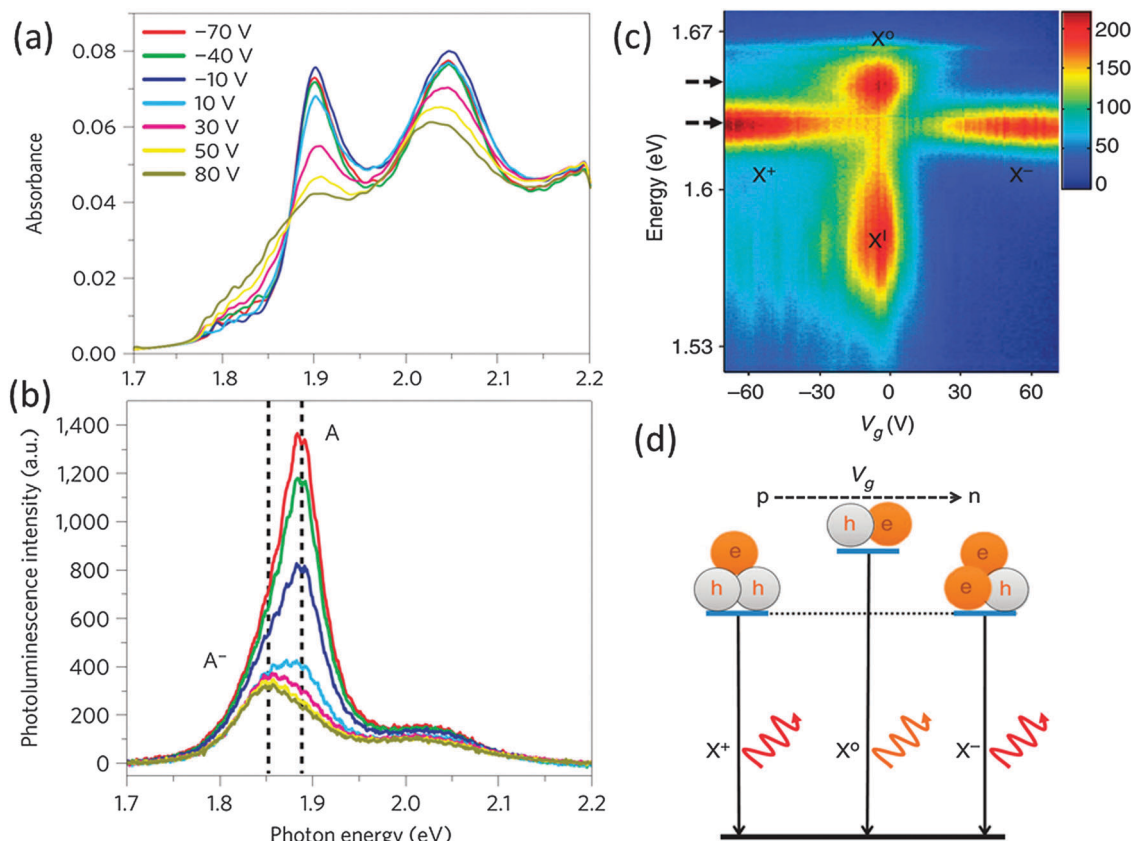 (a)
−70 V
−40 V
−10 V
10 V
30 V
50 V
80 V
Absorbance
0.08
0.06
0.04
0.02
0.00
1.7 1.8 1.9 2.0 2.1 2.2
(b)
Photoluminescence intensity (a.u.)
1,400
1,200
1,000
800
600
400
200
0
A
A−
1.7 1.8 1.9 2.0 2.1 2.2
Photon energy (eV)
(c)
Energy (eV)
1.67
1.6
1.53
Xo
X+
X−
XI
200
150
100
50
0
−60 −30 0 30 60
Vg (V)
(d)
Vg
p n
h e
e
h h
e
e h
X+ Xo X−